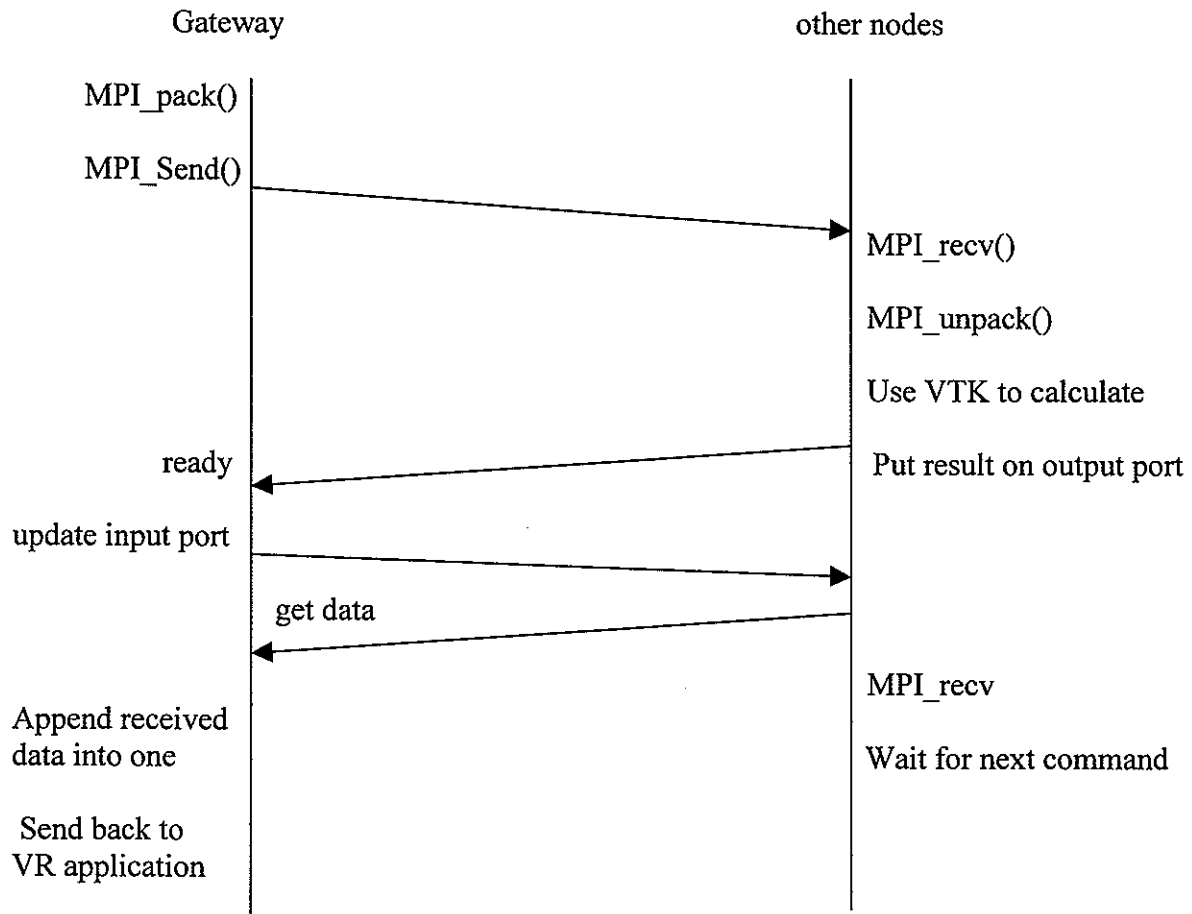 Gateway
other nodes
MPI_pack()
MPI_Send()
MPI_recv()
MPI_unpack()
Use VTK to calculate
ready
Put result on output port
update input port
get data
MPI_recv
Append received
data into one
Wait for next command
Send back to
VR application